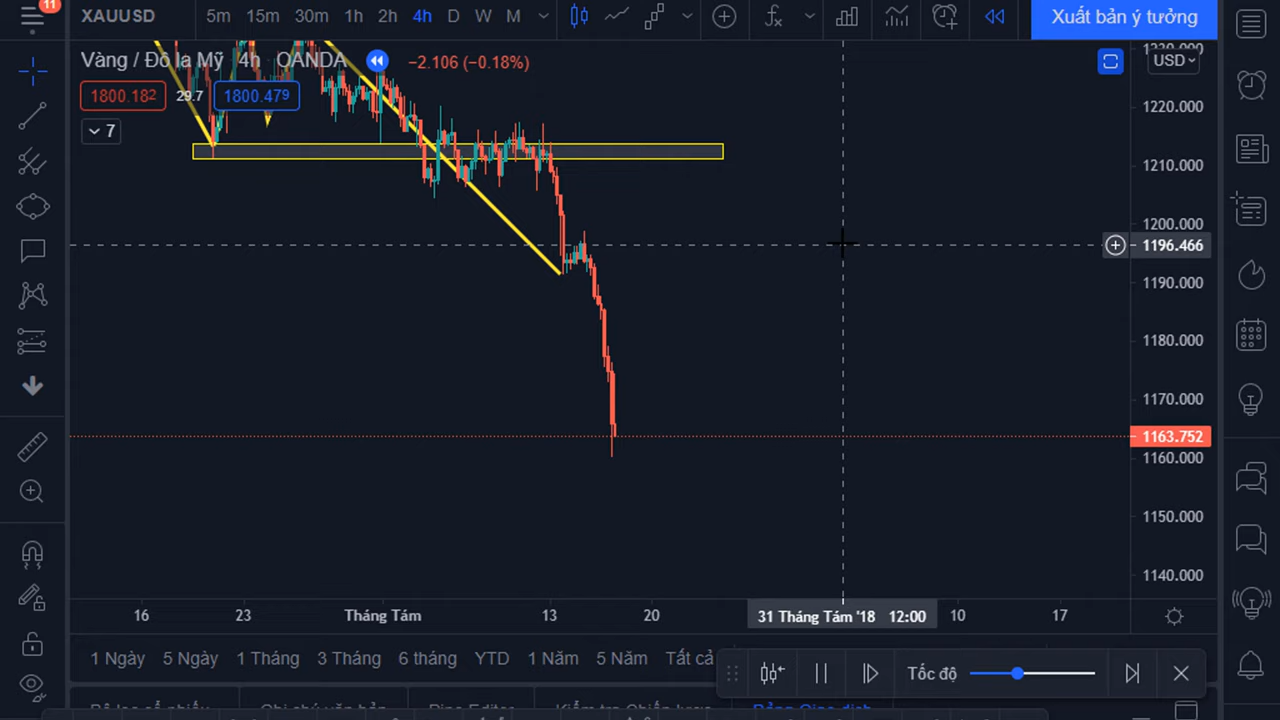 11
XAUUSD 5m 15m 30m 1h 2h 4h D W M Xuất bản ý tưởng
Vàng / Đô la Mỹ 4h OANDA −2.106 (−0.18%)
1800.182 29.7 1800.479
7
USD
1220.000
1210.000
1200.000
1196.466
1190.000
1180.000
1170.000
1163.752
1160.000
1150.000
1140.000
16 23 Tháng Tám 13 20 31 Tháng Tám '18 12:00 10 17
1 Ngày 5 Ngày 1 Tháng 3 Tháng 6 tháng YTD 1 Năm 5 Năm Tất cả
Tốc độ